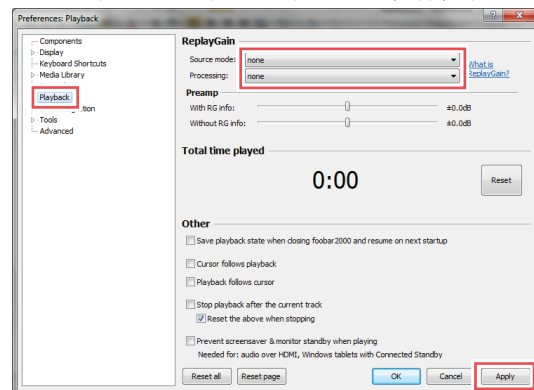 Preferences: Playback
Components
Display
Keyboard Shortcuts
Media Library
Playback
tion
Tools
Advanced
ReplayGain
Source mode: none
Processing: none
What is
ReplayGain?
Preamp
With RG info: ±0.0dB
Without RG info: ±0.0dB
Total time played
0:00
Reset
Other
Save playback state when closing foobar2000 and resume on next startup
Cursor follows playback
Playback follows cursor
Stop playback after the current track
Reset the above when stopping
Prevent screensaver & monitor standby when playing
Needed for: audio over HDMI, Windows tablets with Connected Standby
Reset all Reset page OK Cancel Apply